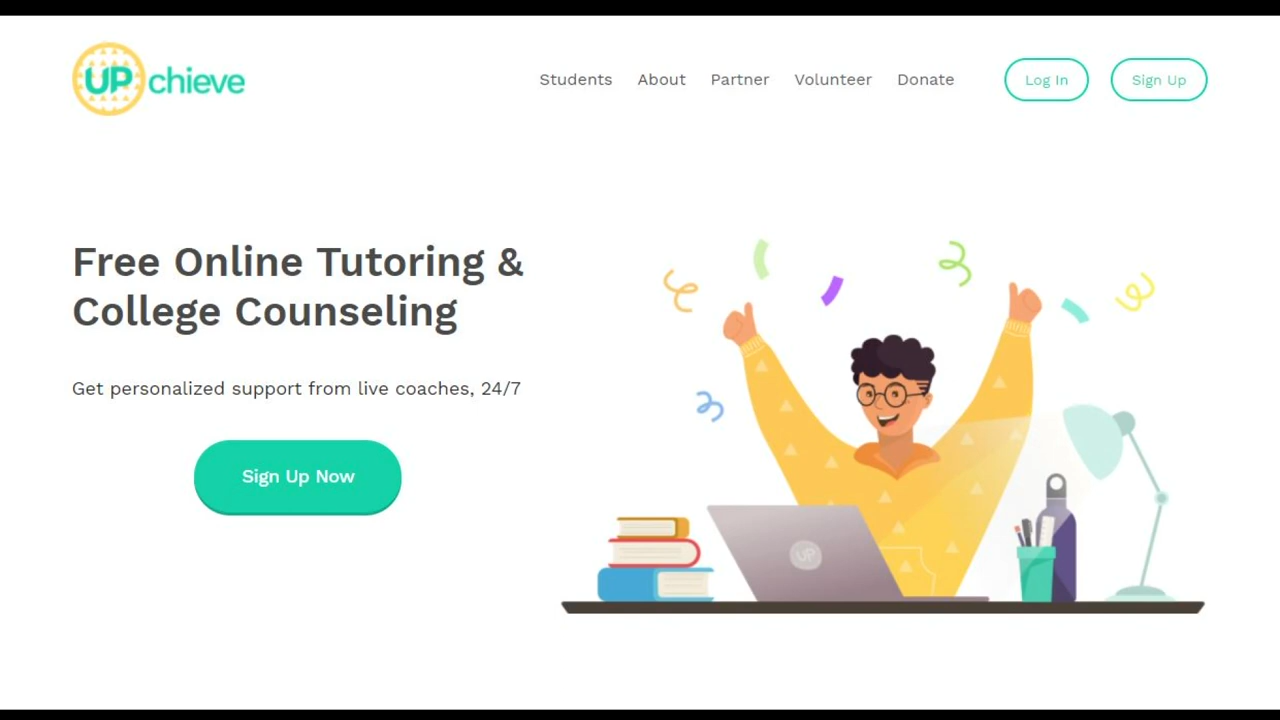 UPchieve
Students About Partner Volunteer Donate Log In Sign Up
Free Online Tutoring &
College Counseling
Get personalized support from live coaches, 24/7
Sign Up Now
UP